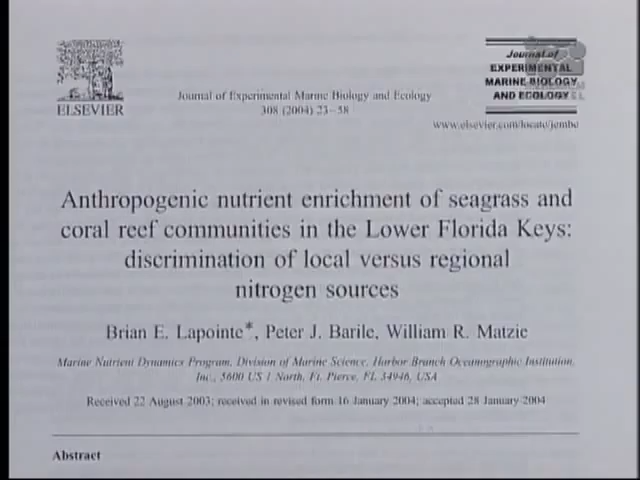 ELSEVIER
Journal of Experimental Marine Biology and Ecology
308 (2004) 23–58
Journal of
EXPERIMENTAL
MARINE BIOLOGY
AND ECOLOGY
www.elsevier.com/locate/jembe
Anthropogenic nutrient enrichment of seagrass and
coral reef communities in the Lower Florida Keys:
discrimination of local versus regional
nitrogen sources
Brian E. Lapointe*, Peter J. Barile, William R. Matzie
Marine Nutrient Dynamics Program, Division of Marine Science, Harbor Branch Oceanographic Institution,
Inc., 5600 US 1 North, Ft. Pierce, FL 34946, USA
Received 22 August 2003; received in revised form 16 January 2004; accepted 28 January 2004
Abstract